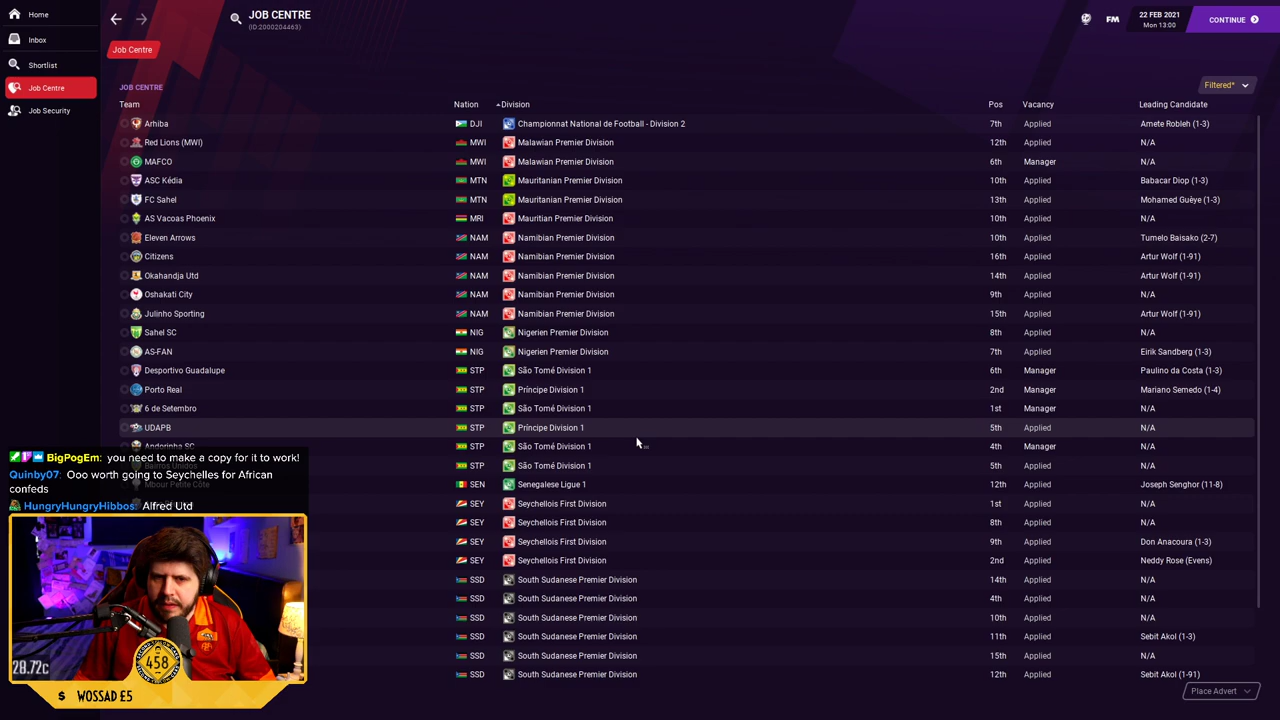 Home
Inbox
Shortlist
Job Centre
Job Security
JOB CENTRE
(ID:2000204463)
FM
22 FEB 2021
Mon 13:00
CONTINUE
Job Centre
JOB CENTRE
Filtered*
Team Nation Division Pos Vacancy Leading Candidate
Arhiba DJI Championnat National de Football - Division 2 7th Applied Amete Robleh (1-3)
Red Lions (MWI) MWI Malawian Premier Division 12th Applied N/A
MAFCO MWI Malawian Premier Division 6th Manager N/A
ASC Kédia MTN Mauritanian Premier Division 10th Applied Babacar Diop (1-3)
FC Sahel MTN Mauritanian Premier Division 13th Applied Mohamed Guèye (1-3)
AS Vacoas Phoenix MRI Mauritian Premier Division 10th Applied N/A
Eleven Arrows NAM Namibian Premier Division 10th Applied Tumelo Baisako (2-7)
Citizens NAM Namibian Premier Division 16th Applied Artur Wolf (1-91)
Okahandja Utd NAM Namibian Premier Division 14th Applied Artur Wolf (1-91)
Oshakati City NAM Namibian Premier Division 9th Applied N/A
Julinho Sporting NAM Namibian Premier Division 15th Applied Artur Wolf (1-91)
Sahel SC NIG Nigerien Premier Division 8th Applied N/A
AS-FAN NIG Nigerien Premier Division 7th Applied Eirik Sandberg (1-3)
Desportivo Guadalupe STP São Tomé Division 1 6th Manager Paulino da Costa (1-3)
Porto Real STP Príncipe Division 1 2nd Manager Mariano Semedo (1-4)
6 de Setembro STP São Tomé Division 1 1st Manager N/A
UDAPB STP Príncipe Division 1 5th Applied N/A
Andorinha SC STP São Tomé Division 1 4th Manager N/A
Bairros Unidos STP São Tomé Division 1 5th Applied N/A
Mbour Petite Côte SEN Senegalese Ligue 1 12th Applied Joseph Senghor (11-8)
SEY Seychellois First Division 1st Applied N/A
SEY Seychellois First Division 8th Applied N/A
SEY Seychellois First Division 9th Applied Don Anacoura (1-3)
SEY Seychellois First Division 2nd Applied Neddy Rose (Evens)
SSD South Sudanese Premier Division 14th Applied N/A
SSD South Sudanese Premier Division 4th Applied N/A
SSD South Sudanese Premier Division 10th Applied N/A
SSD South Sudanese Premier Division 11th Applied Sebit Akol (1-3)
SSD South Sudanese Premier Division 15th Applied N/A
SSD South Sudanese Premier Division 12th Applied Sebit Akol (1-91)
Place Advert
BigPogEm: you need to make a copy for it to work!
Quinby07: Ooo worth going to Seychelles for African
confeds
HungryHungryHibbos: Alfred Utd
28.72c
458
$ WOSSAD £5